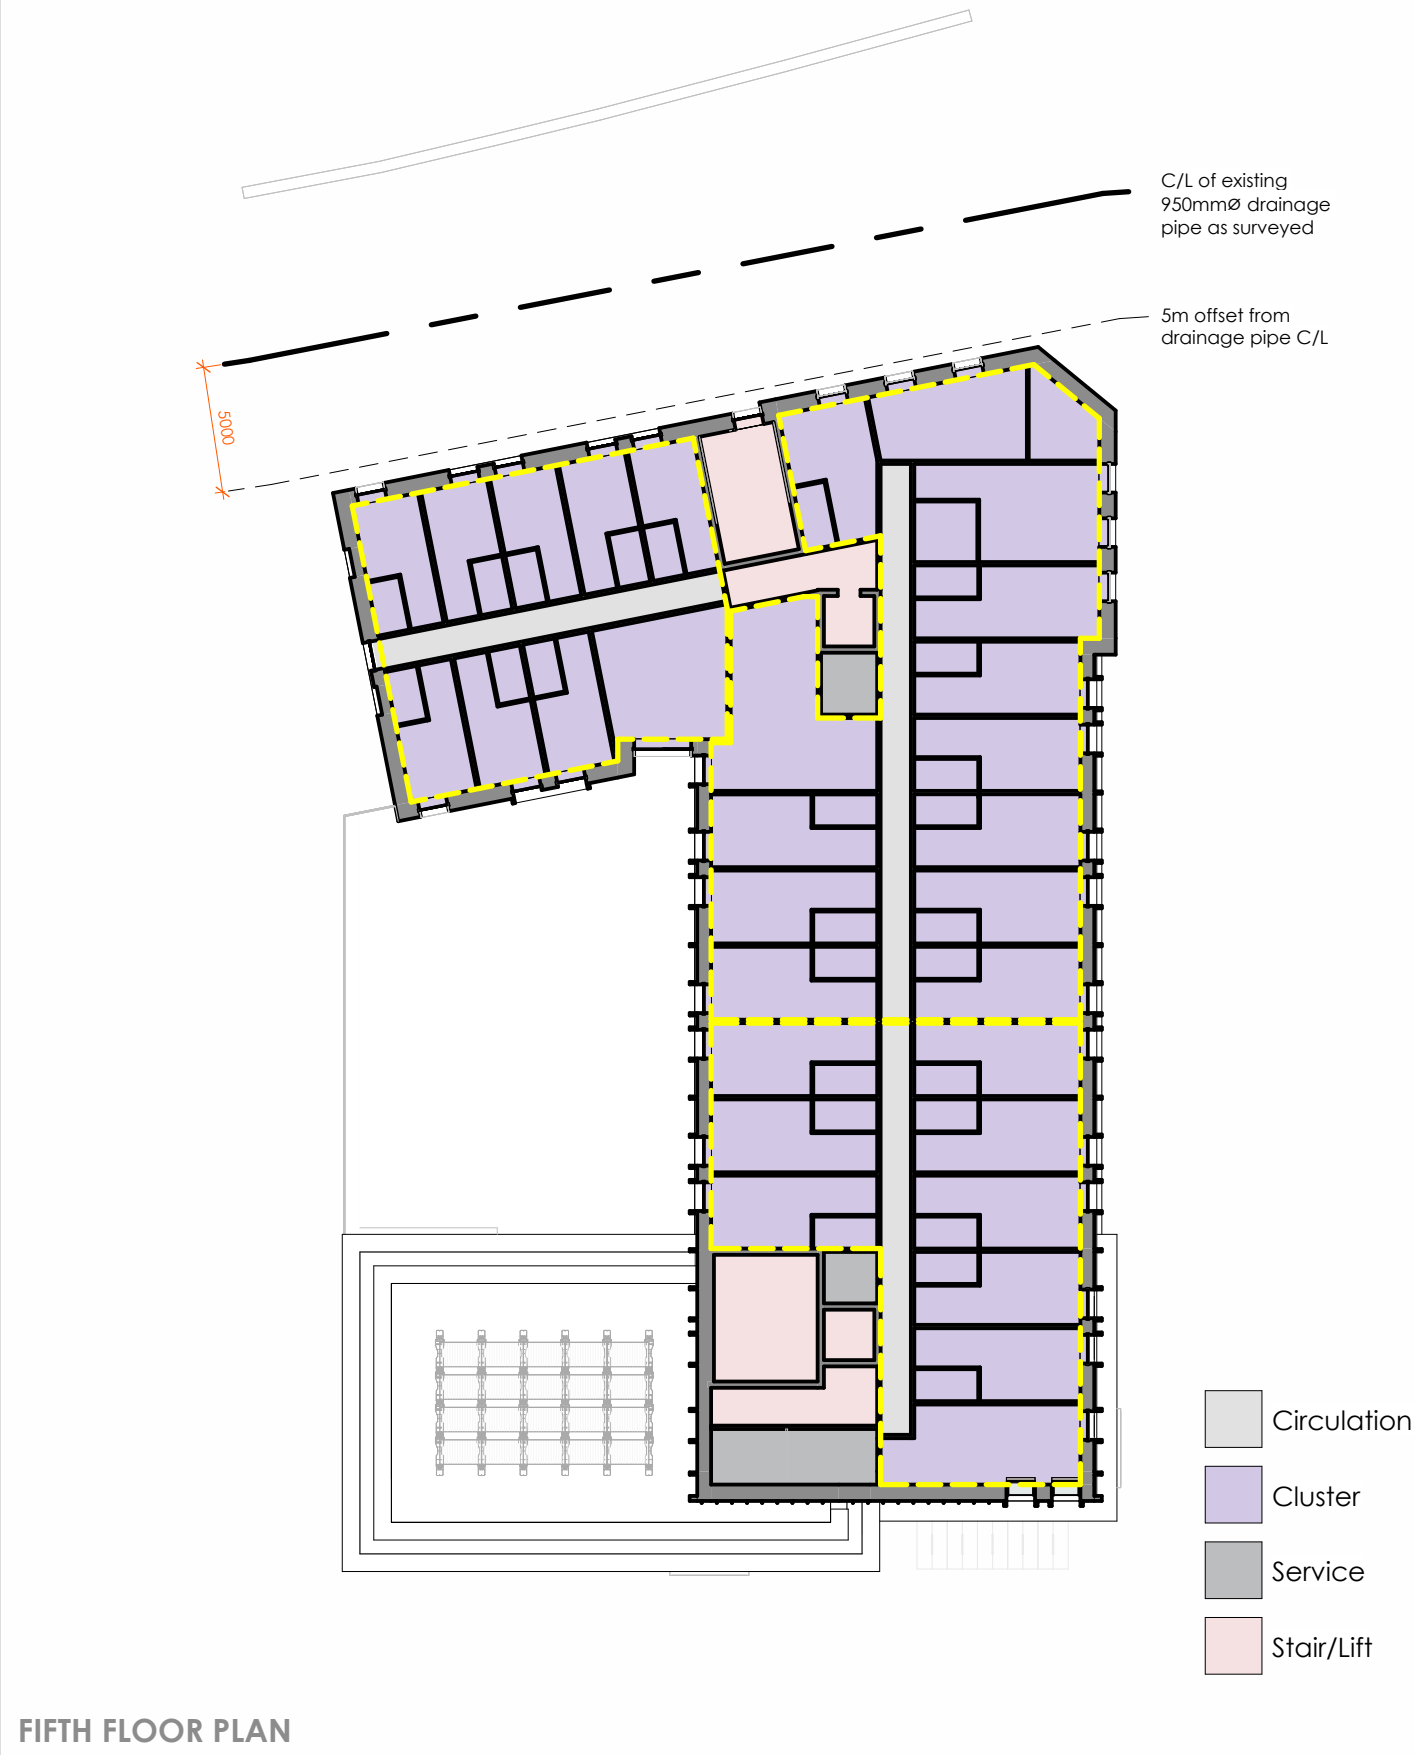 C/L of existing
950mmØ drainage
pipe as surveyed
5m offset from
drainage pipe C/L
5000
Circulation
Cluster
Service
Stair/Lift
FIFTH FLOOR PLAN